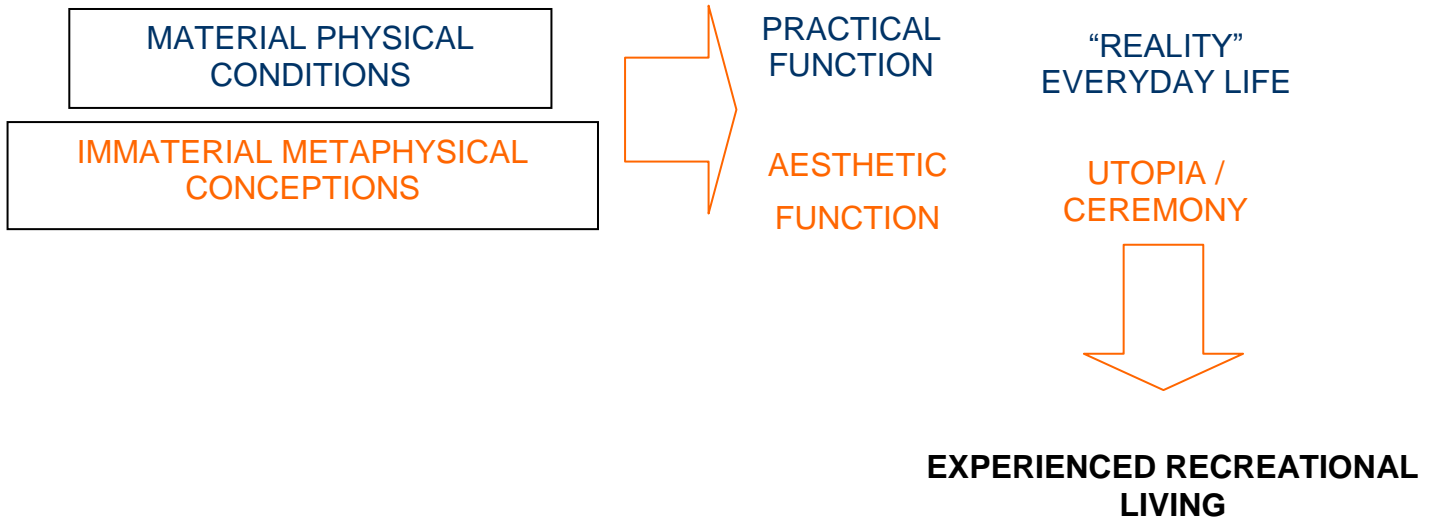 MATERIAL PHYSICAL
CONDITIONS
IMMATERIAL METAPHYSICAL
CONCEPTIONS
PRACTICAL
FUNCTION
AESTHETIC
FUNCTION
“REALITY”
EVERYDAY LIFE
UTOPIA /
CEREMONY
EXPERIENCED RECREATIONAL
LIVING